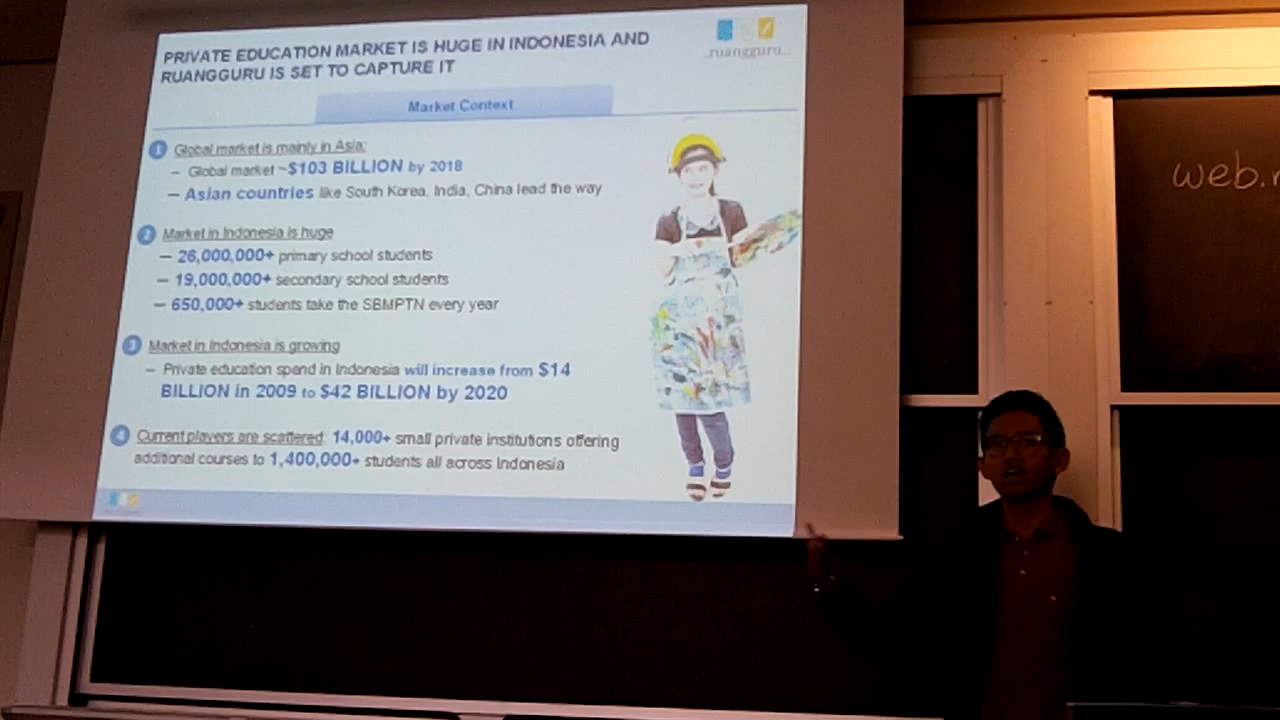 PRIVATE EDUCATION MARKET IS HUGE IN INDONESIA AND
RUANGGURU IS SET TO CAPTURE IT
..ruangguru...
Market Context
1 Global market is mainly in Asia:
– Global market ~$103 BILLION by 2018
– Asian countries like South Korea, India, China lead the way
2 Market in Indonesia is huge
– 26,000,000+ primary school students
– 19,000,000+ secondary school students
– 650,000+ students take the SBMPTN every year
3 Market in Indonesia is growing
– Private education spend in Indonesia will increase from $14
BILLION in 2009 to $42 BILLION by 2020
4 Current players are scattered: 14,000+ small private institutions offering
additional courses to 1,400,000+ students all across Indonesia
web.